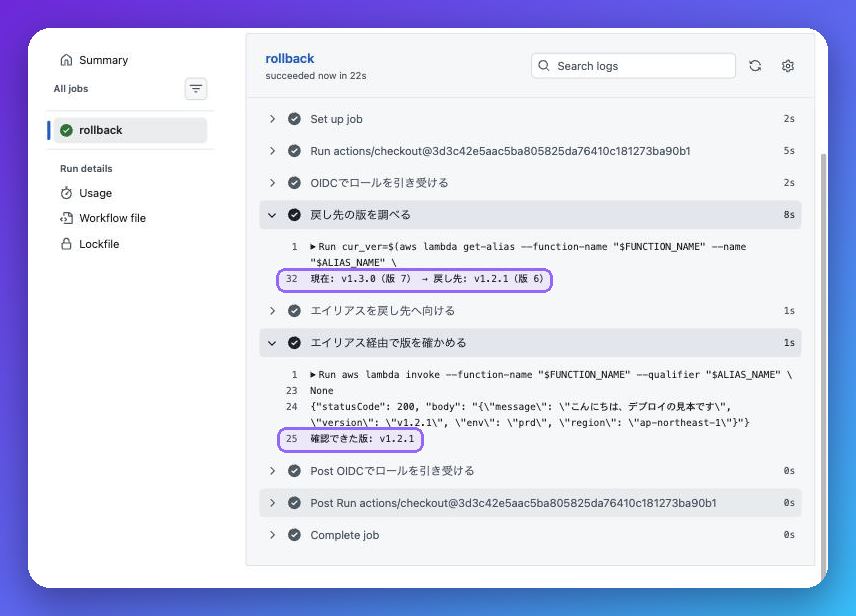 Summary
All jobs
rollback
Run details
Usage
Workflow file
Lockfile
rollback
succeeded now in 22s
Search logs
Set up job 2s
Run actions/checkout@3d3c42e5aac5ba805825da76410c181273ba90b1 5s
OIDCでロールを引き受ける 2s
戻し先の版を調べる 8s
1 ▶Run cur_ver=$(aws lambda get-alias --function-name "$FUNCTION_NAME" --name
"$ALIAS_NAME" \
32 現在: v1.3.0（版 7） → 戻し先: v1.2.1（版 6）
エイリアスを戻し先へ向ける 1s
エイリアス経由で版を確かめる 1s
1 ▶Run aws lambda invoke --function-name "$FUNCTION_NAME" --qualifier "$ALIAS_NAME" \
23 None
24 {"statusCode": 200, "body": "{\"message\": \"こんにちは、デプロイの見本です\",
\"version\": \"v1.2.1\", \"env\": \"prd\", \"region\": \"ap-northeast-1\"}"}
25 確認できた版: v1.2.1
Post OIDCでロールを引き受ける 0s
Post Run actions/checkout@3d3c42e5aac5ba805825da76410c181273ba90b1 0s
Complete job 0s